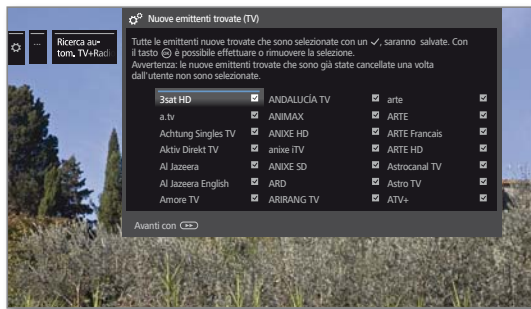 Nuove emittenti trovate (TV)
...
Ricerca au-
tom. TV+Radi
Tutte le emittenti nuove trovate che sono selezionate con un ✓, saranno salvate. Con
il tasto OK è possibile effettuare o rimuovere la selezione.
Avvertenza: le nuove emittenti trovate che sono già state cancellate una volta
dall'utente non sono selezionate.
3sat HD ANDALUCÍA TV arte
a.tv ANIMAX ARTE
Achtung Singles TV ANIXE HD ARTE Francais
Aktiv Direkt TV anixe iTV ARTE HD
Al Jazeera ANIXE SD Astrocanal TV
Al Jazeera English ARD Astro TV
Amore TV ARIRANG TV ATV+
Avanti con